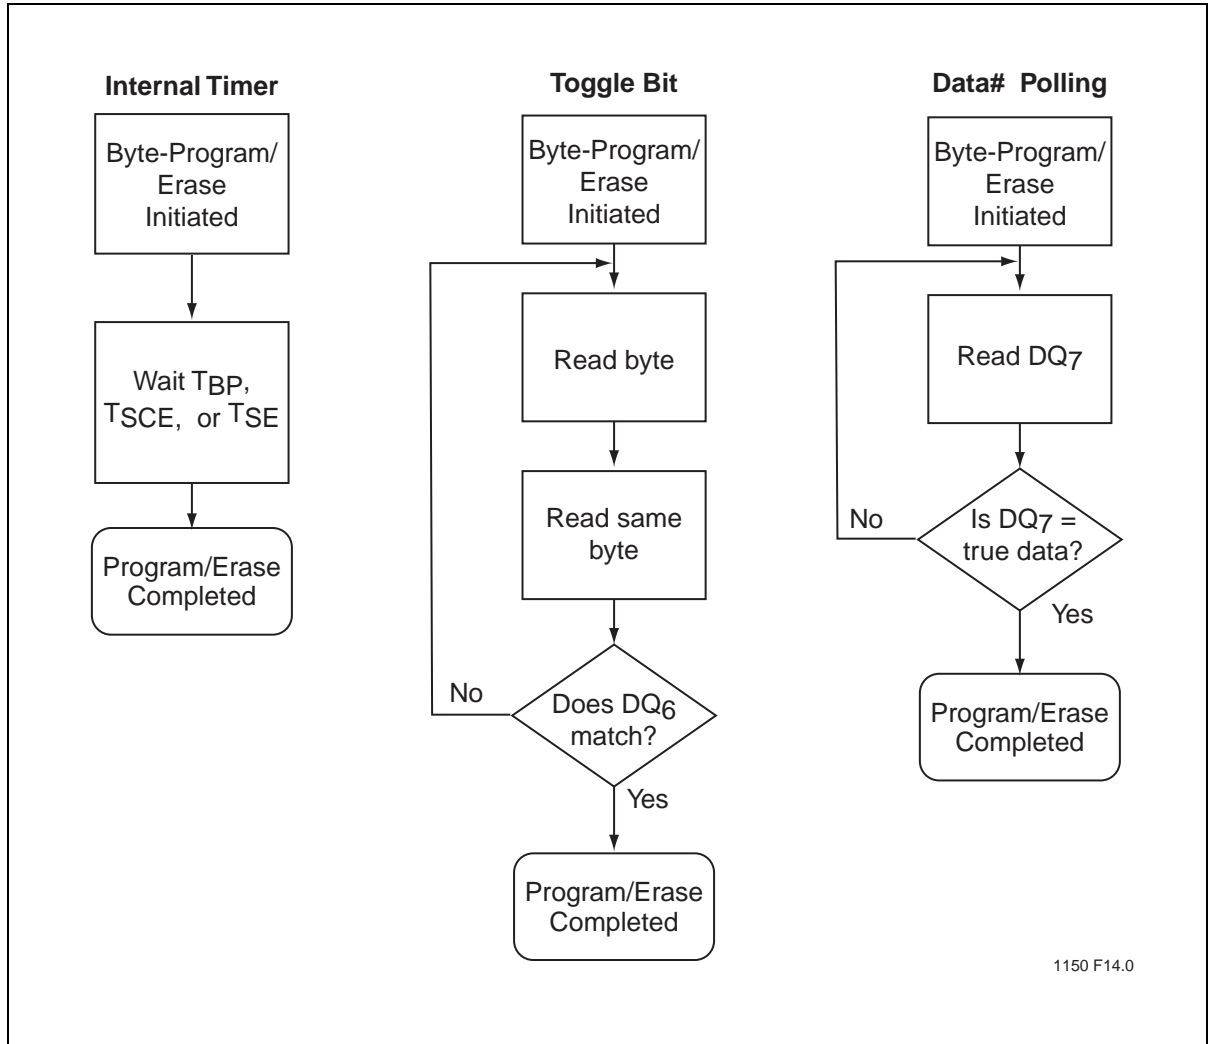 Internal Timer
Byte-Program/
Erase
Initiated
Wait TBP,
TSCE, or TSE
Program/Erase
Completed
Toggle Bit
Byte-Program/
Erase
Initiated
Read byte
Read same
byte
Does DQ6
match?
No
Yes
Program/Erase
Completed
Data# Polling
Byte-Program/
Erase
Initiated
Read DQ7
Is DQ7 =
true data?
No
Yes
Program/Erase
Completed
1150 F14.0